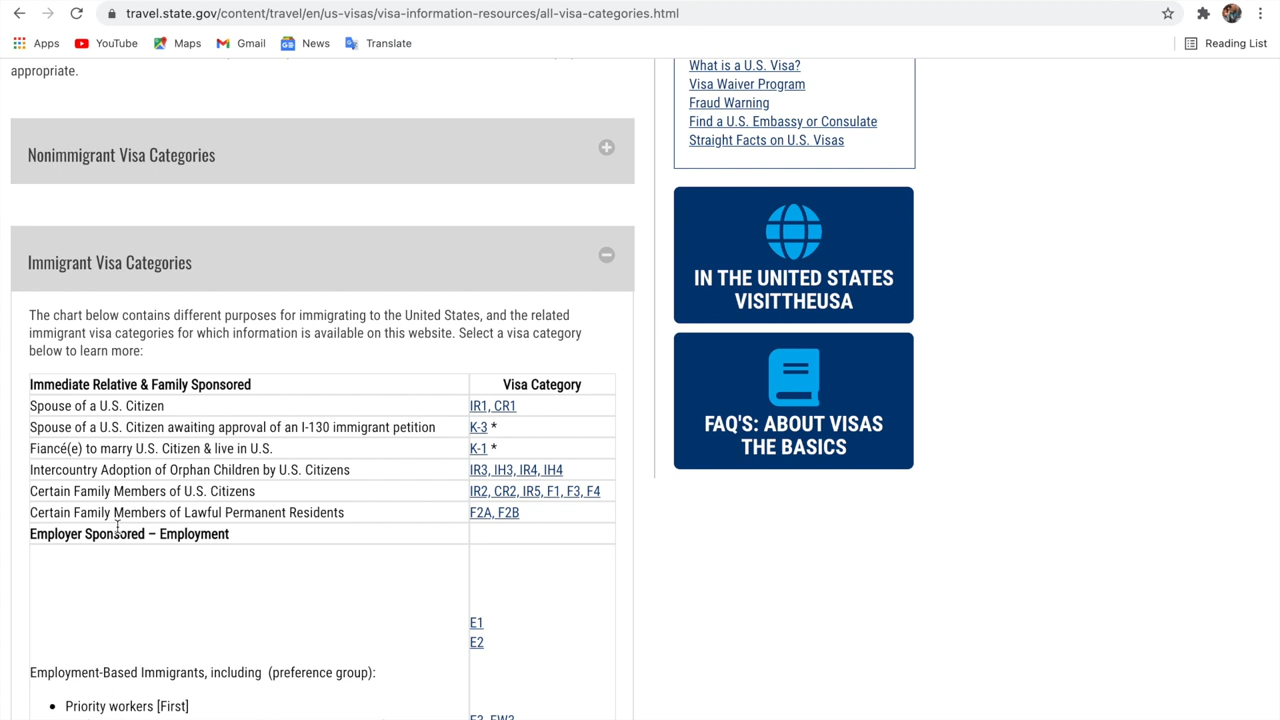 travel.state.gov/content/travel/en/us-visas/visa-information-resources/all-visa-categories.html
Apps YouTube Maps Gmail News Translate Reading List
appropriate.
Nonimmigrant Visa Categories
Immigrant Visa Categories
The chart below contains different purposes for immigrating to the United States, and the related
immigrant visa categories for which information is available on this website. Select a visa category
below to learn more:
Immediate Relative & Family Sponsored Visa Category
Spouse of a U.S. Citizen IR1, CR1
Spouse of a U.S. Citizen awaiting approval of an I-130 immigrant petition K-3 *
Fiancé(e) to marry U.S. Citizen & live in U.S. K-1 *
Intercountry Adoption of Orphan Children by U.S. Citizens IR3, IH3, IR4, IH4
Certain Family Members of U.S. Citizens IR2, CR2, IR5, F1, F3, F4
Certain Family Members of Lawful Permanent Residents F2A, F2B
Employer Sponsored – Employment
E1
E2
Employment-Based Immigrants, including (preference group):
• Priority workers [First]
What is a U.S. Visa?
Visa Waiver Program
Fraud Warning
Find a U.S. Embassy or Consulate
Straight Facts on U.S. Visas
IN THE UNITED STATES
VISITTHEUSA
FAQ'S: ABOUT VISAS
THE BASICS